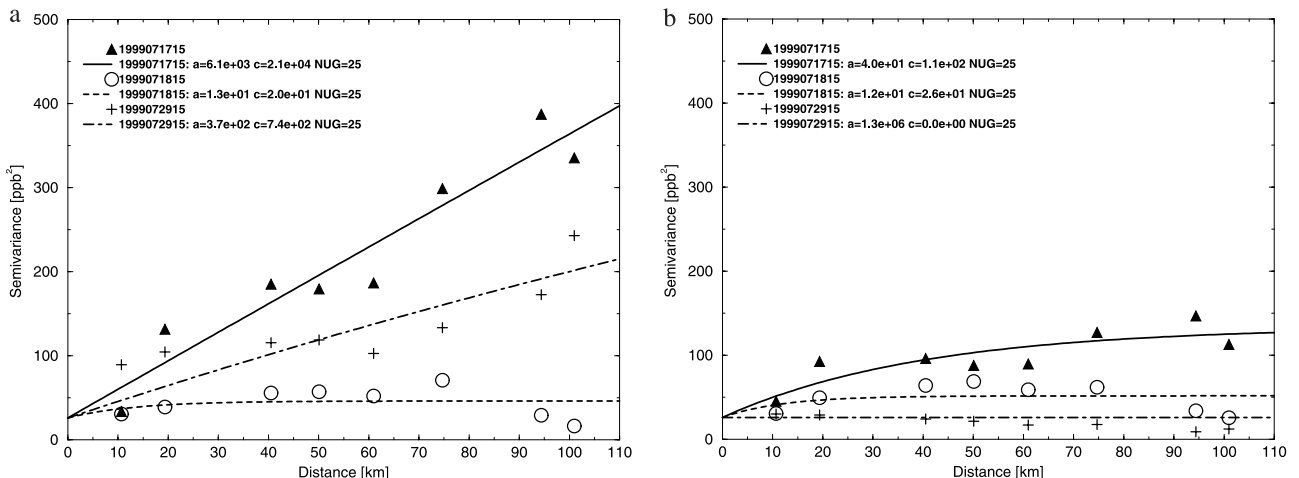 a
500
400
300
200
100
0
Semivariance [ppb²]
1999071715
1999071715: a=6.1e+03 c=2.1e+04 NUG=25
1999071815
1999071815: a=1.3e+01 c=2.0e+01 NUG=25
1999072915
1999072915: a=3.7e+02 c=7.4e+02 NUG=25
0 10 20 30 40 50 60 70 80 90 100 110
Distance [km]
b
500
400
300
200
100
0
Semivariance [ppb²]
1999071715
1999071715: a=4.0e+01 c=1.1e+02 NUG=25
1999071815
1999071815: a=1.2e+01 c=2.6e+01 NUG=25
1999072915
1999072915: a=1.3e+06 c=0.0e+00 NUG=25
0 10 20 30 40 50 60 70 80 90 100 110
Distance [km]